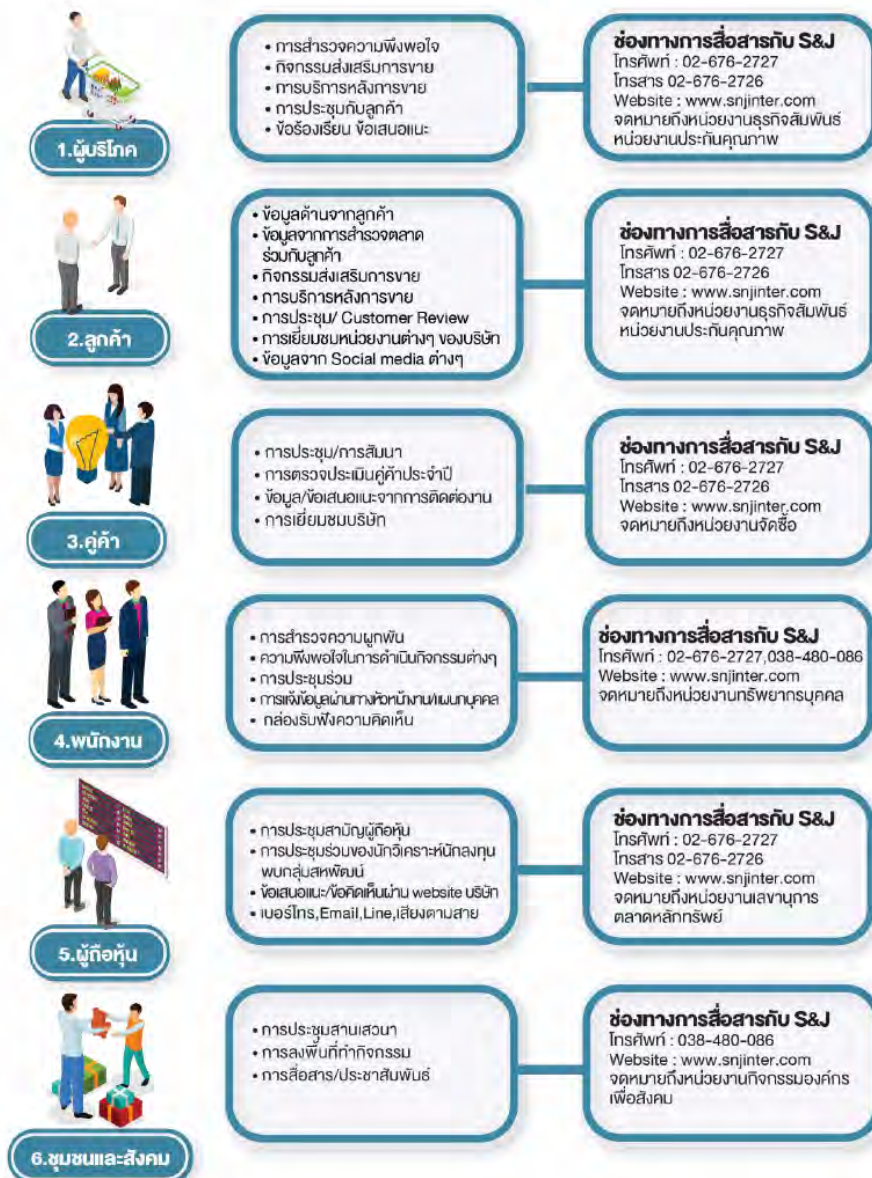 1.ผู้บริโภค
• การสำรวจความพึงพอใจ
• กิจกรรมส่งเสริมการขาย
• การบริการหลังการขาย
• การประชุมกับลูกค้า
• ข้อร้องเรียน ข้อเสนอแนะ
ช่องทางการสื่อสารกับ S&J
โทรศัพท์ : 02-676-2727
โทรสาร 02-676-2726
Website : www.snjinter.com
จดหมายถึงหน่วยงานธุรกิจสัมพันธ์
หน่วยงานประกันคุณภาพ
2.ลูกค้า
• ข้อมูลด้านจากลูกค้า
• ข้อมูลจากการสำรวจตลาด
ร่วมกับลูกค้า
• กิจกรรมส่งเสริมการขาย
• การบริการหลังการขาย
• การประชุม/ Customer Review
• การเยี่ยมชมหน่วยงานต่างๆ ของบริษัท
• ข้อมูลจาก Social media ต่างๆ
ช่องทางการสื่อสารกับ S&J
โทรศัพท์ : 02-676-2727
โทรสาร 02-676-2726
Website : www.snjinter.com
จดหมายถึงหน่วยงานธุรกิจสัมพันธ์
หน่วยงานประกันคุณภาพ
3.คู่ค้า
• การประชุม/การสัมนา
• การตรวจประเมินคู่ค้าประจำปี
• ข้อมูล/ข้อเสนอแนะจากการติดต่องาน
• การเยี่ยมชมบริษัท
ช่องทางการสื่อสารกับ S&J
โทรศัพท์ : 02-676-2727
โทรสาร 02-676-2726
Website : www.snjinter.com
จดหมายถึงหน่วยงานจัดซื้อ
4.พนักงาน
• การสำรวจความผูกพัน
• ความพึงพอใจในการดำเนินกิจกรรมต่างๆ
• การประชุมร่วม
• การแจ้งข้อมูลผ่านทางหัวหน้างาน/แผนกบุคคล
• กล่องรับฟังความคิดเห็น
ช่องทางการสื่อสารกับ S&J
โทรศัพท์ : 02-676-2727,038-480-086
Website : www.snjinter.com
จดหมายถึงหน่วยงานทรัพยากรบุคคล
5.ผู้ถือหุ้น
• การประชุมสามัญผู้ถือหุ้น
• การประชุมร่วมของนักวิเคราะห์นักลงทุน
พบกลุ่มสหพัฒน์
• ข้อเสนอแนะ/ข้อคิดเห็นผ่าน website บริษัท
• เบอร์โทร,Email,Line,เสียงตามสาย
ช่องทางการสื่อสารกับ S&J
โทรศัพท์ : 02-676-2727
โทรสาร 02-676-2726
Website : www.snjinter.com
จดหมายถึงหน่วยงานเลขานุการ
ตลาดหลักทรัพย์
6.ชุมชนและสังคม
• การประชุมสานเสวนา
• การลงพื้นที่ทำกิจกรรม
• การสื่อสาร/ประชาสัมพันธ์
ช่องทางการสื่อสารกับ S&J
โทรศัพท์ : 038-480-086
Website : www.snjinter.com
จดหมายถึงหน่วยงานกิจกรรมองค์กร
เพื่อสังคม